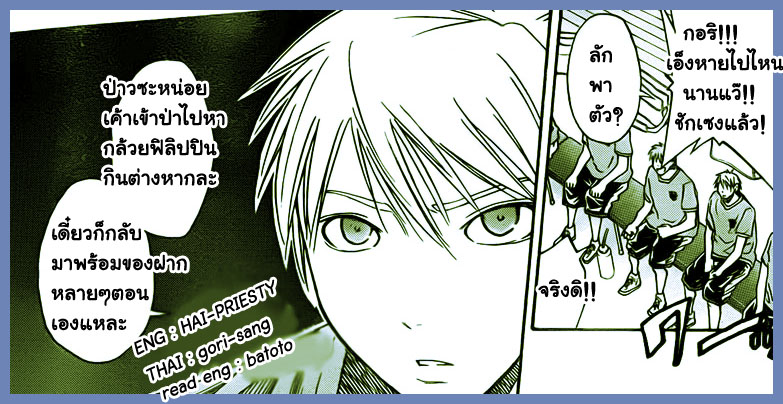 กอริ!!!
เอ็งหายไปไหน
นานแว๊!!
ชักเซงแล้ว!
ลัก
พา
ตัว?
จริงดิ!!
ป่าวซะหน่อย
เค้าเข้าป่าไปหา
กล้วยฟิลิปปิน
กินต่างหากละ
เดี๋ยวก็กลับ
มาพร้อมของฝาก
หลายๆตอน
เองแหละ
ENG : HAI-PRIESTY
THAI : gori-sang
read eng : batoto